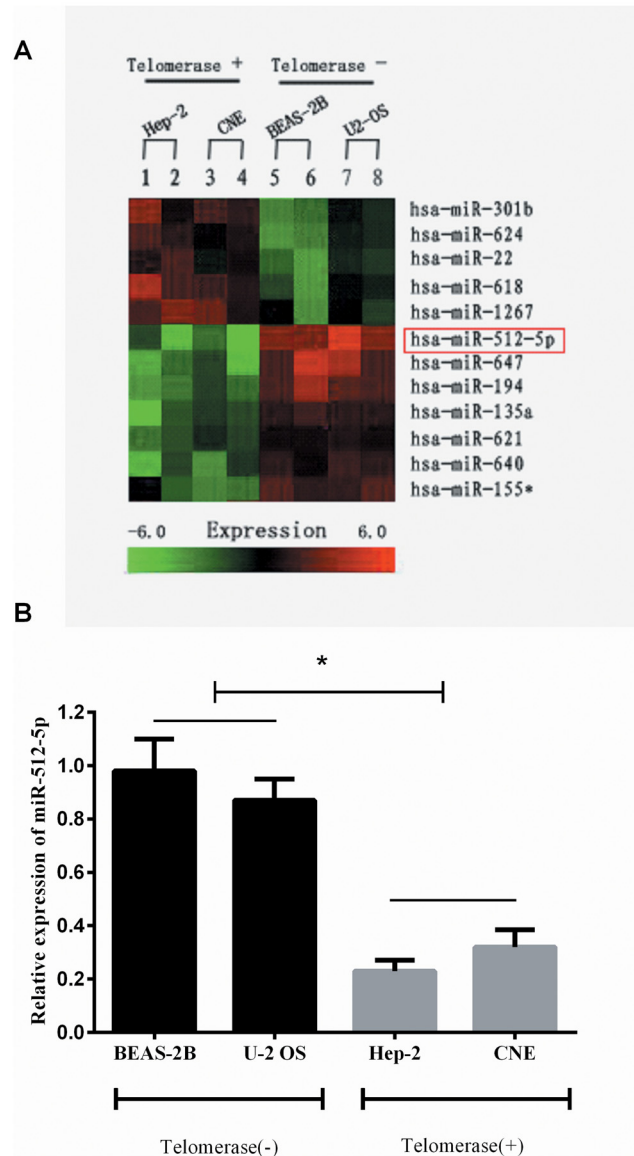 A
Telomerase + Telomerase -
Hep-2 CNE BEAS-2B U2-OS
1 2 3 4 5 6 7 8
hsa-miR-301b
hsa-miR-624
hsa-miR-22
hsa-miR-618
hsa-miR-1267
hsa-miR-512-5p
hsa-miR-647
hsa-miR-194
hsa-miR-135a
hsa-miR-621
hsa-miR-640
hsa-miR-155*
-6.0 Expression 6.0
B
*
Relative expression of miR-512-5p
1.2
1.0
0.8
0.6
0.4
0.2
0.0
BEAS-2B U-2 OS Hep-2 CNE
Telomerase(-) Telomerase(+)